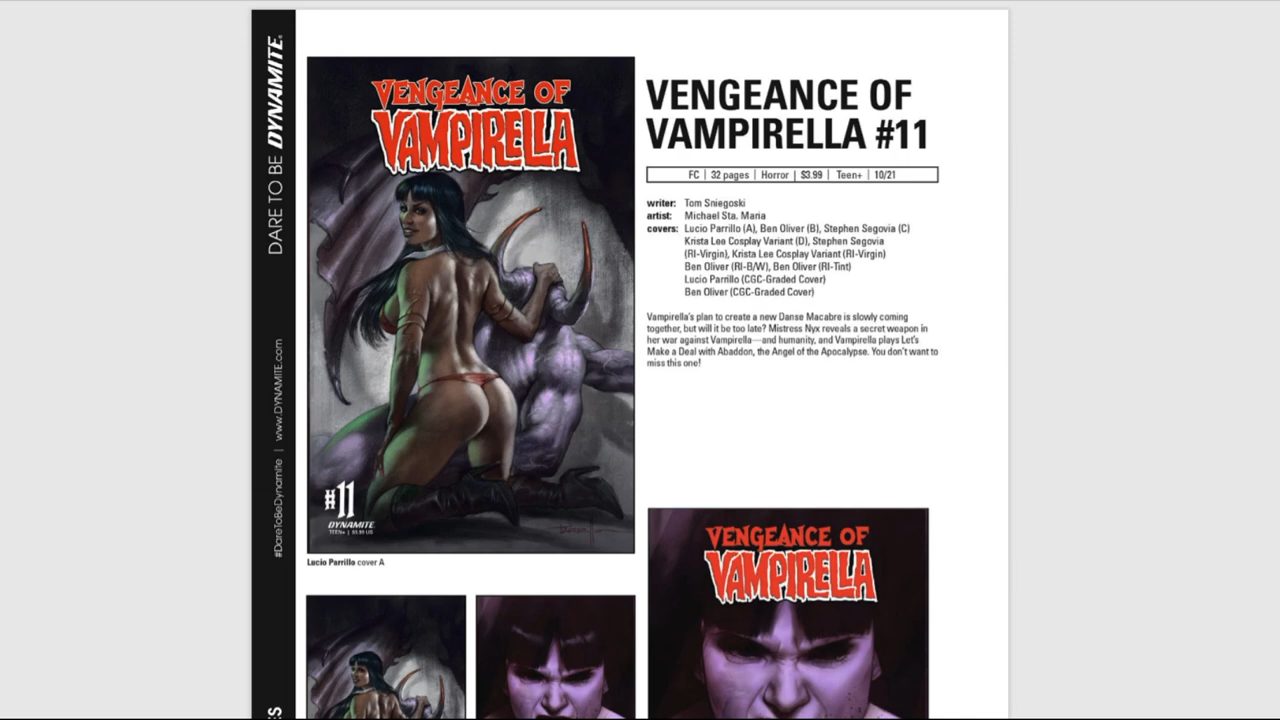 DARE TO BE DYNAMITE®
#DareToBeDynamite | www.DYNAMITE.com
ES
VENGEANCE OF
VAMPIRELLA
#11
DYNAMITE
TEEN+ | $3.99 US
Lucio Parrillo cover A
VENGEANCE OF
VAMPIRELLA #11
FC | 32 pages | Horror | $3.99 | Teen+ | 10/21
writer: Tom Sniegoski
artist: Michael Sta. Maria
covers: Lucio Parrillo (A), Ben Oliver (B), Stephen Segovia (C)
Krista Lee Cosplay Variant (D), Stephen Segovia
(RI-Virgin), Krista Lee Cosplay Variant (RI-Virgin)
Ben Oliver (RI-B/W), Ben Oliver (RI-Tint)
Lucio Parrillo (CGC-Graded Cover)
Ben Oliver (CGC-Graded Cover)
Vampirella's plan to create a new Danse Macabre is slowly coming
together, but will it be too late? Mistress Nyx reveals a secret weapon in
her war against Vampirella—and humanity, and Vampirella plays Let's
Make a Deal with Abaddon, the Angel of the Apocalypse. You don't want to
miss this one!
VENGEANCE OF
VAMPIRELLA